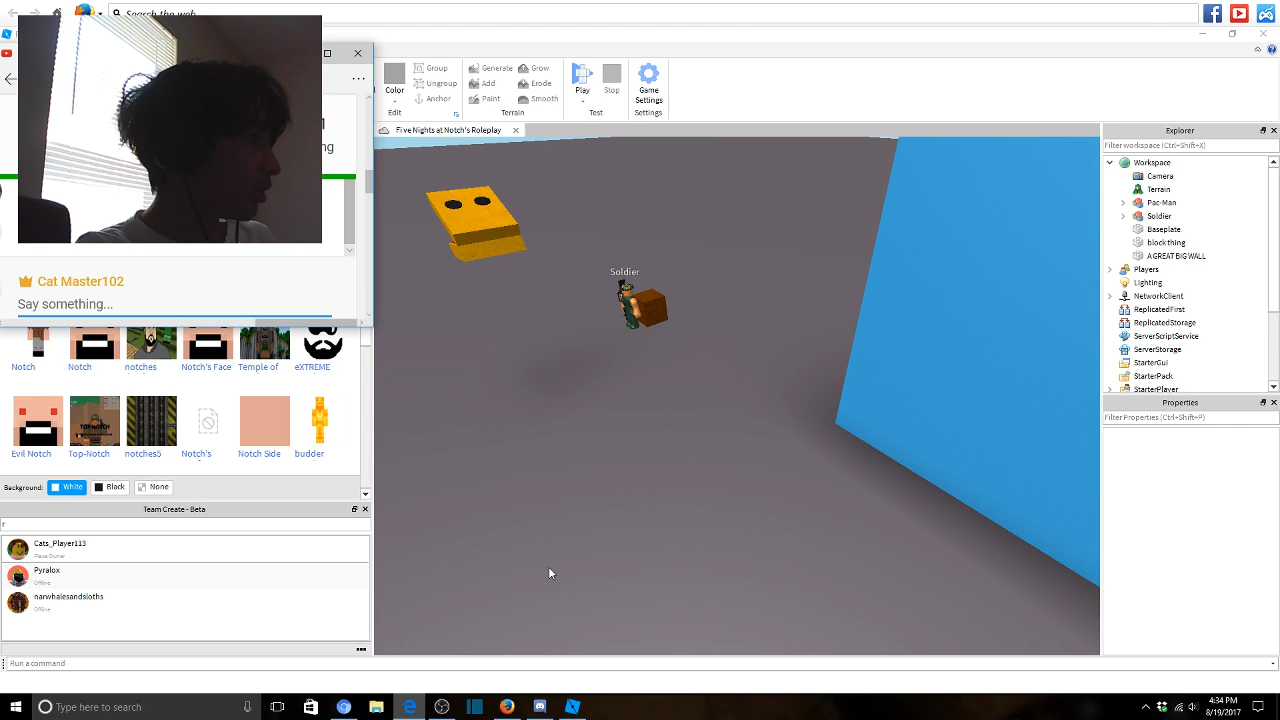 Search the web
Group
Ungroup
Anchor
Color
Edit
Generate
Grow
Add
Erode
Paint
Smooth
Terrain
Play
Stop
Test
Game
Settings
Settings
Five Nights at Notch's Roleplay
Cat Master102
Say something...
Notch
Notch
notches
Notch's Face
Temple of
eXTREME
Evil Notch
Top-Notch
notches5
Notch's
Notch Side
budder
Background:
White
Black
None
Team Create - Beta
r
Cats_Player113
Place Owner
Pyralox
Offline
narwhalesandsloths
Offline
Run a command
Soldier
Explorer
Filter workspace (Ctrl+Shift+X)
Workspace
Camera
Terrain
Pac-Man
Soldier
Baseplate
block thing
A GREAT BIG WALL
Players
Lighting
NetworkClient
ReplicatedFirst
ReplicatedStorage
ServerScriptService
ServerStorage
StarterGui
StarterPack
StarterPlayer
Properties
Filter Properties (Ctrl+Shift+P)
Type here to search
4:34 PM
8/19/2017